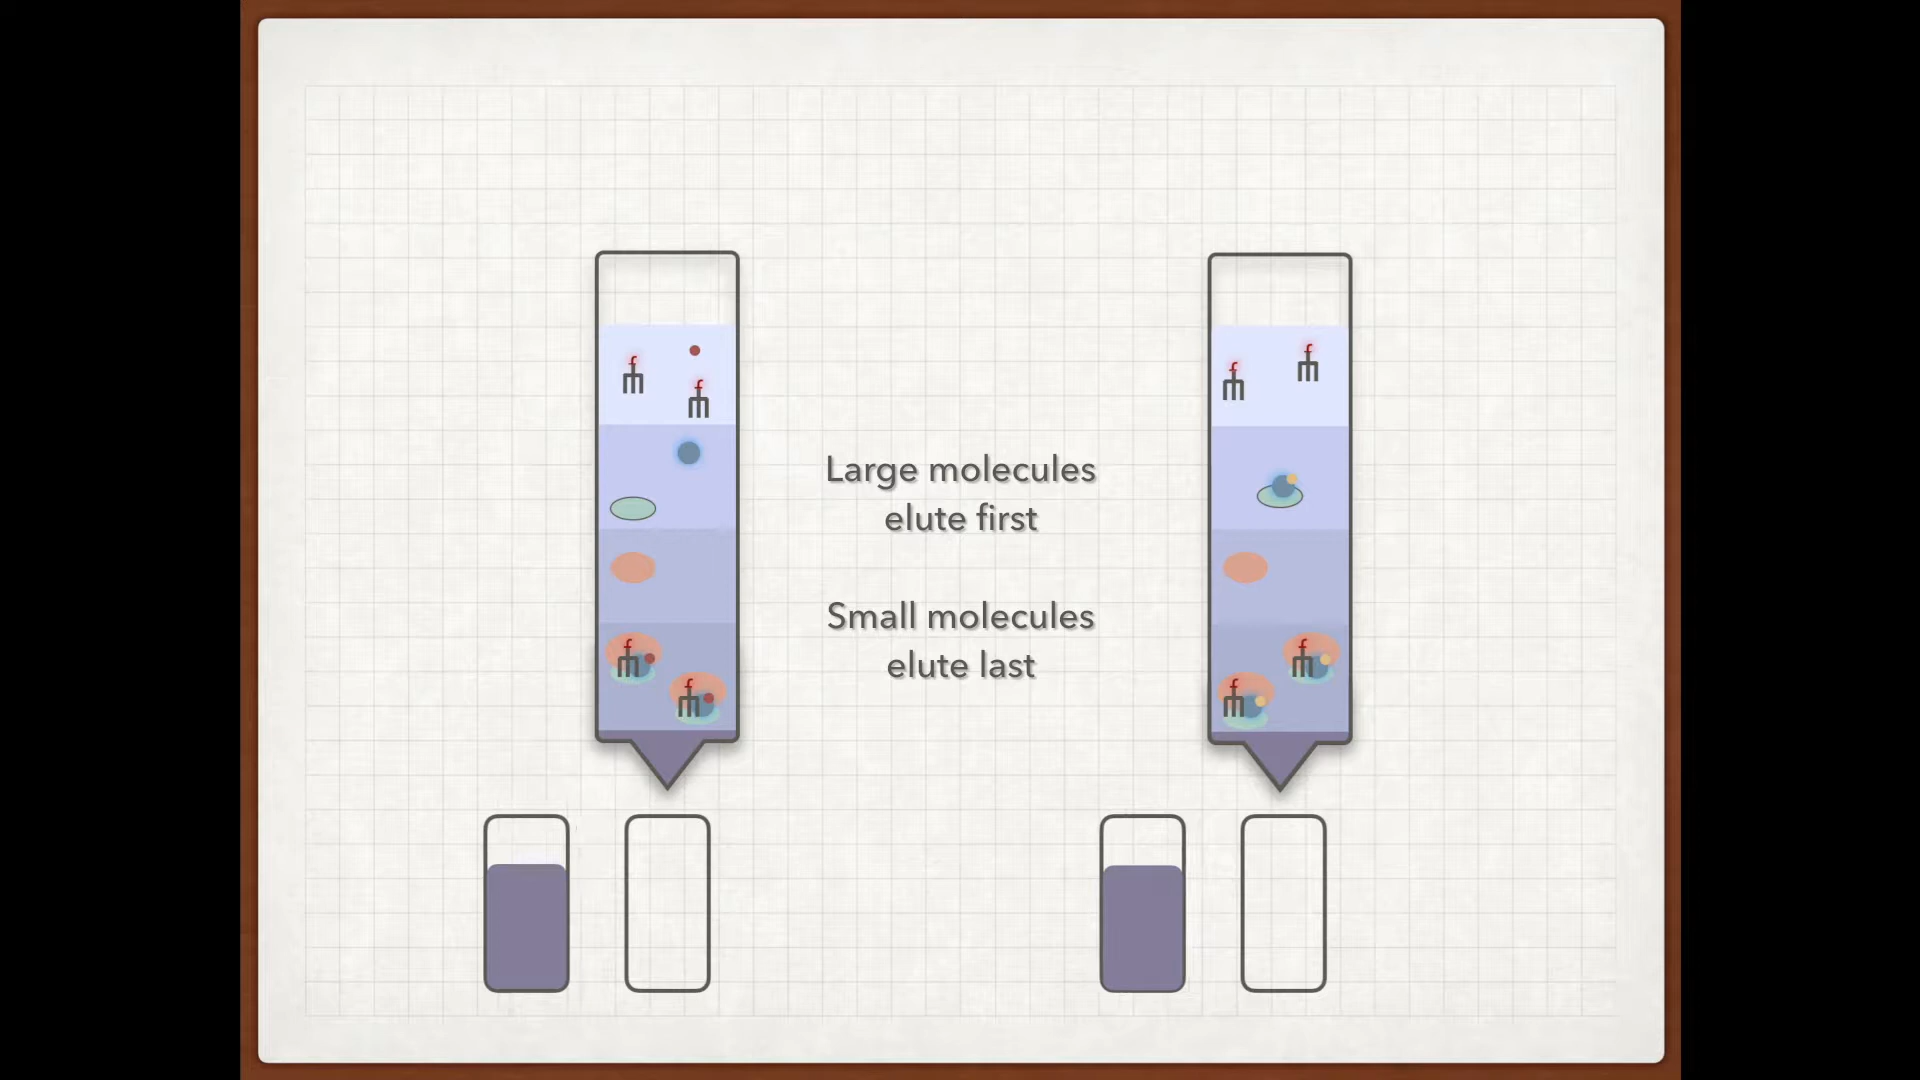 f
f
f
f
Large molecules
elute first
Small molecules
elute last
f
f
f
f